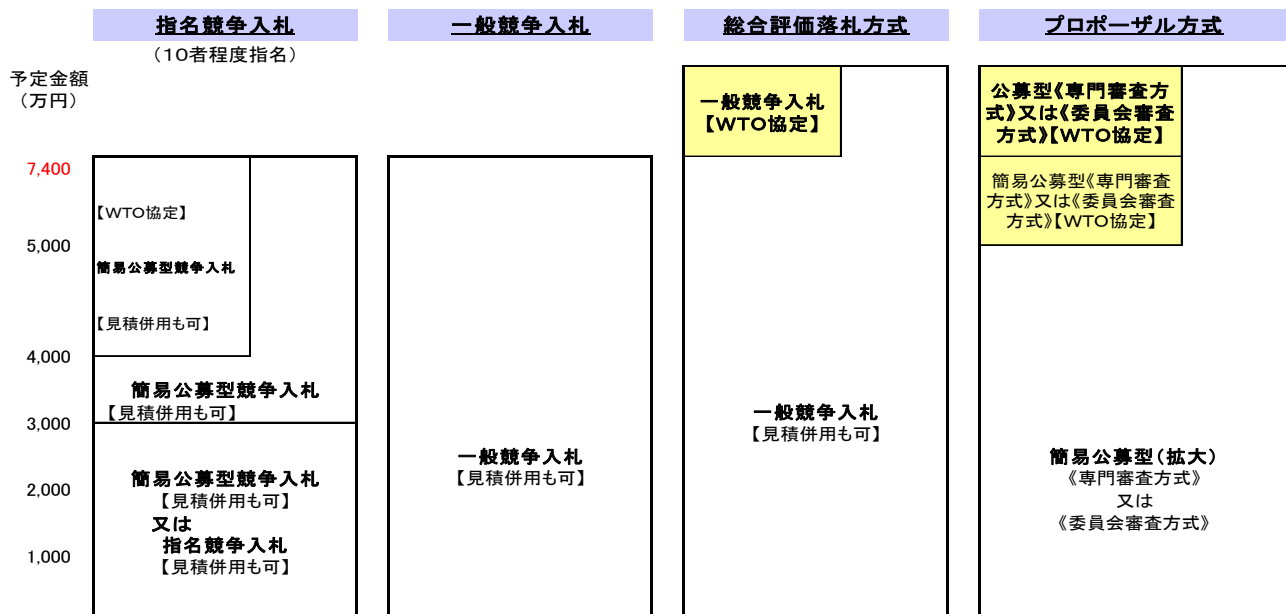 指名競争入札
(10者程度指名)
予定金額
(万円)
7,400
5,000
4,000
3,000
2,000
1,000
【WTO協定】
簡易公募型競争入札
【見積併用も可】
簡易公募型競争入札
【見積併用も可】
簡易公募型競争入札
【見積併用も可】
又は
指名競争入札
【見積併用も可】
一般競争入札
一般競争入札
【見積併用も可】
総合評価落札方式
一般競争入札
【WTO協定】
一般競争入札
【見積併用も可】
プロポーザル方式
公募型《専門審査方
式》又は《委員会審査
方式》【WTO協定】
簡易公募型《専門審査
方式》又は《委員会審査
方式》【WTO協定】
簡易公募型(拡大)
《専門審査方式》
又は
《委員会審査方式》